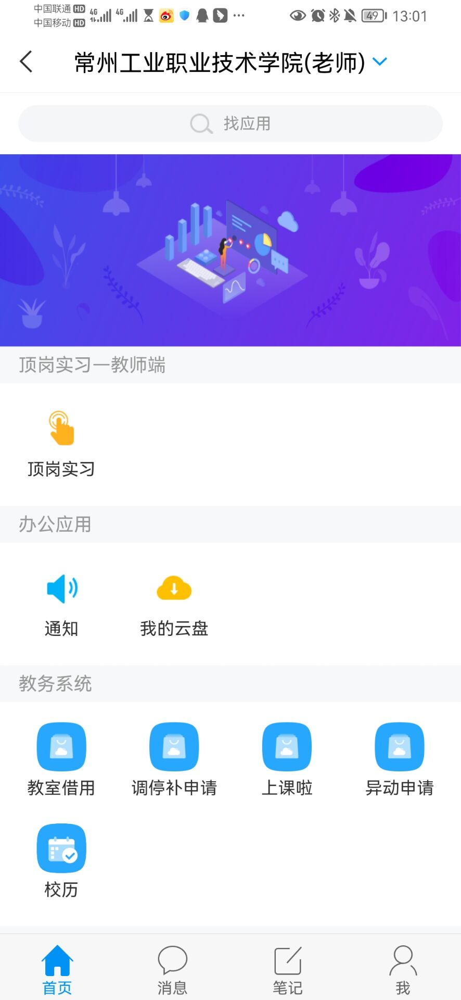 中国联通 HD 4G 4G 49 13:01
中国移动 HD
常州工业职业技术学院(老师)
找应用
顶岗实习一教师端
顶岗实习
办公应用
通知 我的云盘
教务系统
教室借用 调停补申请 上课啦 异动申请
校历
首页 消息 笔记 我